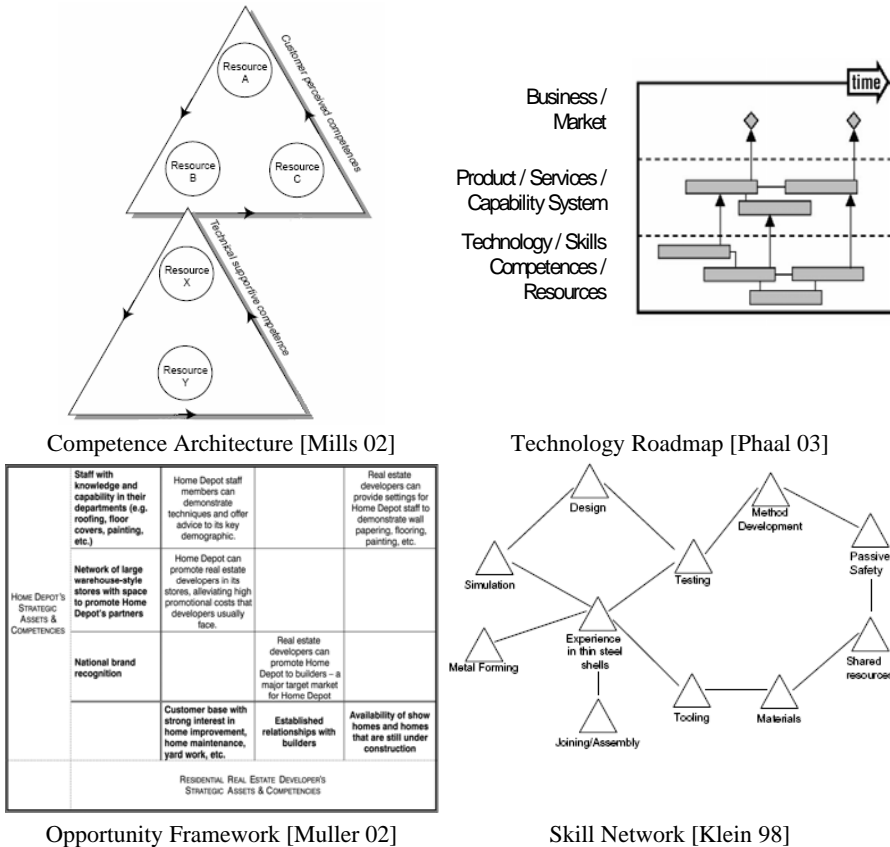 Resource
A
Resource
B
Resource
C
Customer perceived competences
Resource
X
Resource
Y
Technical supportive competence
Competence Architecture [Mills 02]
time
Business /
Market
Product / Services /
Capability System
Technology / Skills
Competences /
Resources
Technology Roadmap [Phaal 03]
HOME DEPOT'S
STRATEGIC
ASSETS &
COMPETENCIES
Staff with
knowledge and
capability in their
departments (e.g.
roofing, floor
covers, painting,
etc.)
Home Depot staff
members can
demonstrate
techniques and offer
advice to its key
demographic.
Real estate
developers can
provide settings for
Home Depot staff to
demonstrate wall
papering, flooring,
painting, etc.
Network of large
warehouse-style
stores with space
to promote Home
Depot's partners
Home Depot can
promote real estate
developers in its
stores, alleviating high
promotional costs that
developers usually
face.
National brand
recognition
Real estate
developers can
promote Home
Depot to builders – a
major target market
for Home Depot
Customer base with
strong interest in
home improvement,
home maintenance,
yard work, etc.
Established
relationships with
builders
Availability of show
homes and homes
that are still under
construction
RESIDENTIAL REAL ESTATE DEVELOPER'S
STRATEGIC ASSETS & COMPETENCIES
Opportunity Framework [Muller 02]
Design
Method
Development
Simulation
Testing
Passive
Safety
Metal Forming
Experience
in thin steel
shells
Shared
resources
Joining/Assembly
Tooling
Materials
Skill Network [Klein 98]